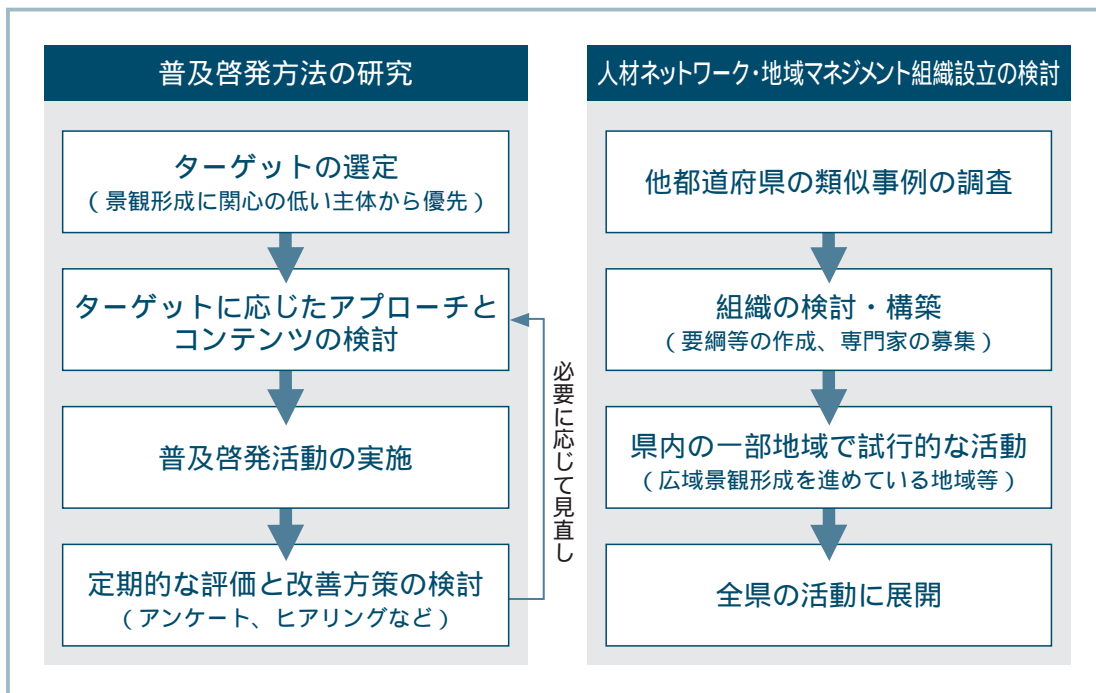 普及啓発方法の研究
ターゲットの選定
(景観形成に関心の低い主体から優先)
ターゲットに応じたアプローチと
コンテンツの検討
普及啓発活動の実施
定期的な評価と改善方策の検討
(アンケート、ヒアリングなど)
必要に応じて見直し
人材ネットワーク・地域マネジメント組織設立の検討
他都道府県の類似事例の調査
組織の検討・構築
(要綱等の作成、専門家の募集)
県内の一部地域で試行的な活動
(広域景観形成を進めている地域等)
全県の活動に展開